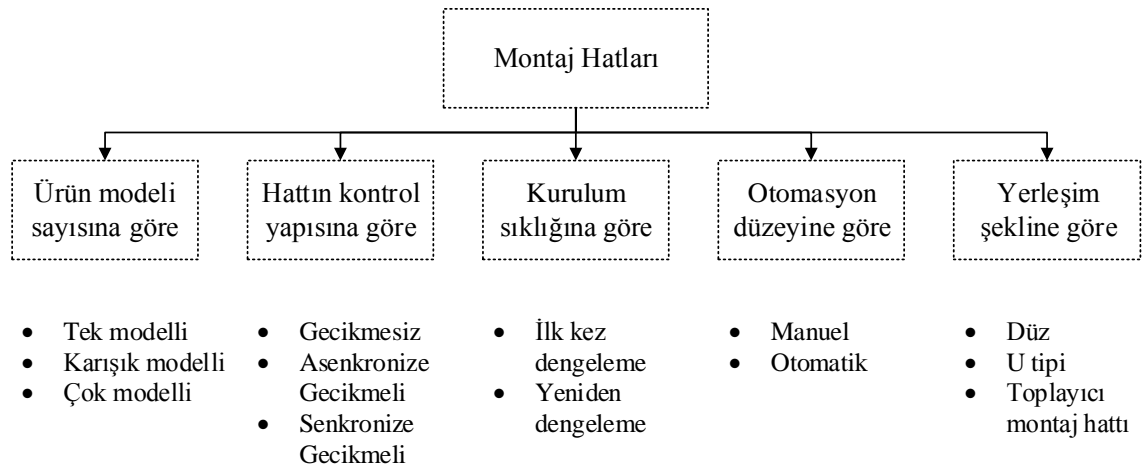 Montaj Hatları
Ürün modeli
sayısına göre
Hattın kontrol
yapısına göre
Kurulum
sıklığına göre
Otomasyon
düzeyine göre
Yerleşim
şekline göre
• Tek modelli
• Karışık modelli
• Çok modelli
• Gecikmesiz
• Asenkronize
Gecikmeli
• Senkronize
Gecikmeli
• İlk kez
dengeleme
• Yeniden
dengeleme
• Manuel
• Otomatik
• Düz
• U tipi
• Toplayıcı
montaj hattı